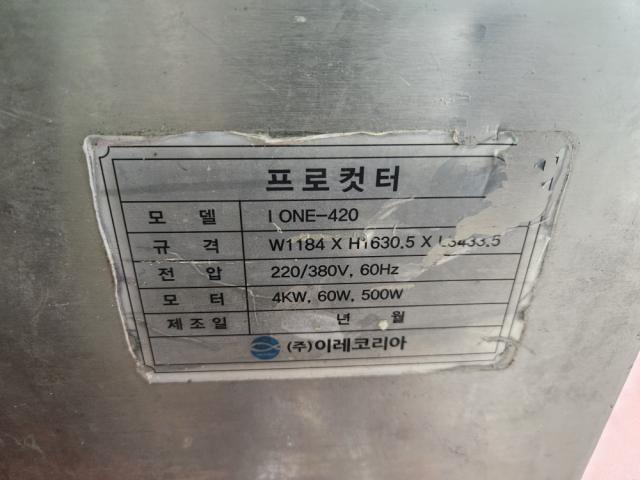 프로컷터
모 델 I ONE-420
규 격 W1184 X H1630.5 X L3433.5
전 압 220/380V, 60Hz
모 터 4KW, 60W, 500W
제조일 년 월
(주)이레코리아